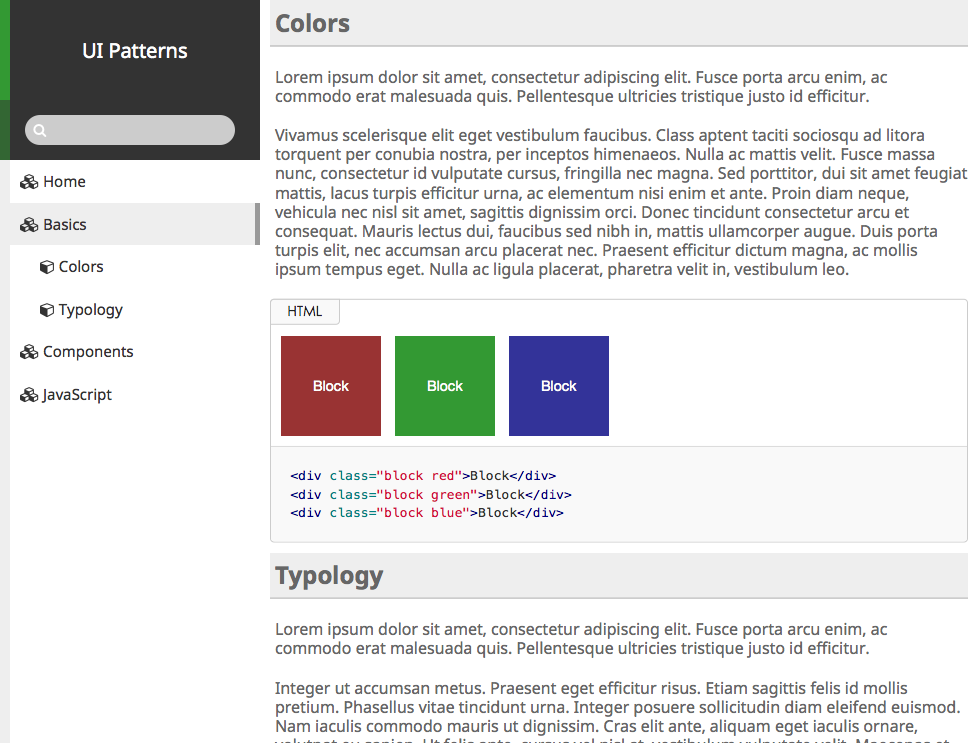 UI Patterns
Home
Basics
Colors
Typology
Components
JavaScript
Colors
Lorem ipsum dolor sit amet, consectetur adipiscing elit. Fusce porta arcu enim, ac
commodo erat malesuada quis. Pellentesque ultricies tristique justo id efficitur.
Vivamus scelerisque elit eget vestibulum faucibus. Class aptent taciti sociosqu ad litora
torquent per conubia nostra, per inceptos himenaeos. Nulla ac mattis velit. Fusce massa
nunc, consectetur id vulputate cursus, fringilla nec magna. Sed porttitor, dui sit amet feugiat
mattis, lacus turpis efficitur urna, ac elementum nisi enim et ante. Proin diam neque,
vehicula nec nisl sit amet, sagittis dignissim orci. Donec tincidunt consectetur arcu et
consequat. Mauris lectus dui, faucibus sed nibh in, mattis ullamcorper augue. Duis porta
turpis elit, nec accumsan arcu placerat nec. Praesent efficitur dictum magna, ac mollis
ipsum tempus eget. Nulla ac ligula placerat, pharetra velit in, vestibulum leo.
HTML
Block Block Block
<div class="block red">Block</div>
<div class="block green">Block</div>
<div class="block blue">Block</div>
Typology
Lorem ipsum dolor sit amet, consectetur adipiscing elit. Fusce porta arcu enim, ac
commodo erat malesuada quis. Pellentesque ultricies tristique justo id efficitur.
Integer ut accumsan metus. Praesent eget efficitur risus. Etiam sagittis felis id mollis
pretium. Phasellus vitae tincidunt urna. Integer posuere sollicitudin diam eleifend euismod.
Nam iaculis commodo mauris ut dignissim. Cras elit ante, aliquam eget iaculis ornare,